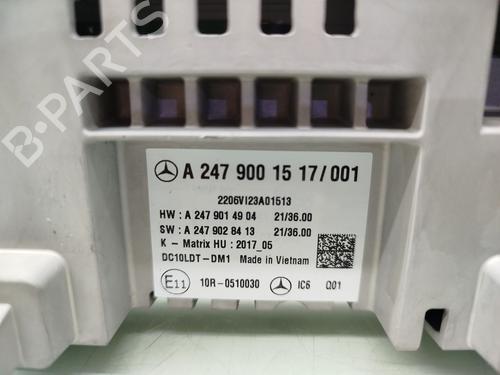 B-PARTS
A 247 900 15 17/001
2206VI23A01513
HW : A 247 901 49 04 21/36.00
SW : A 247 902 84 13 21/36.00
K - Matrix HU : 2017_05
DC10LDT-DM1 Made in Vietnam
E11 10R-0510030 IC6 Q01